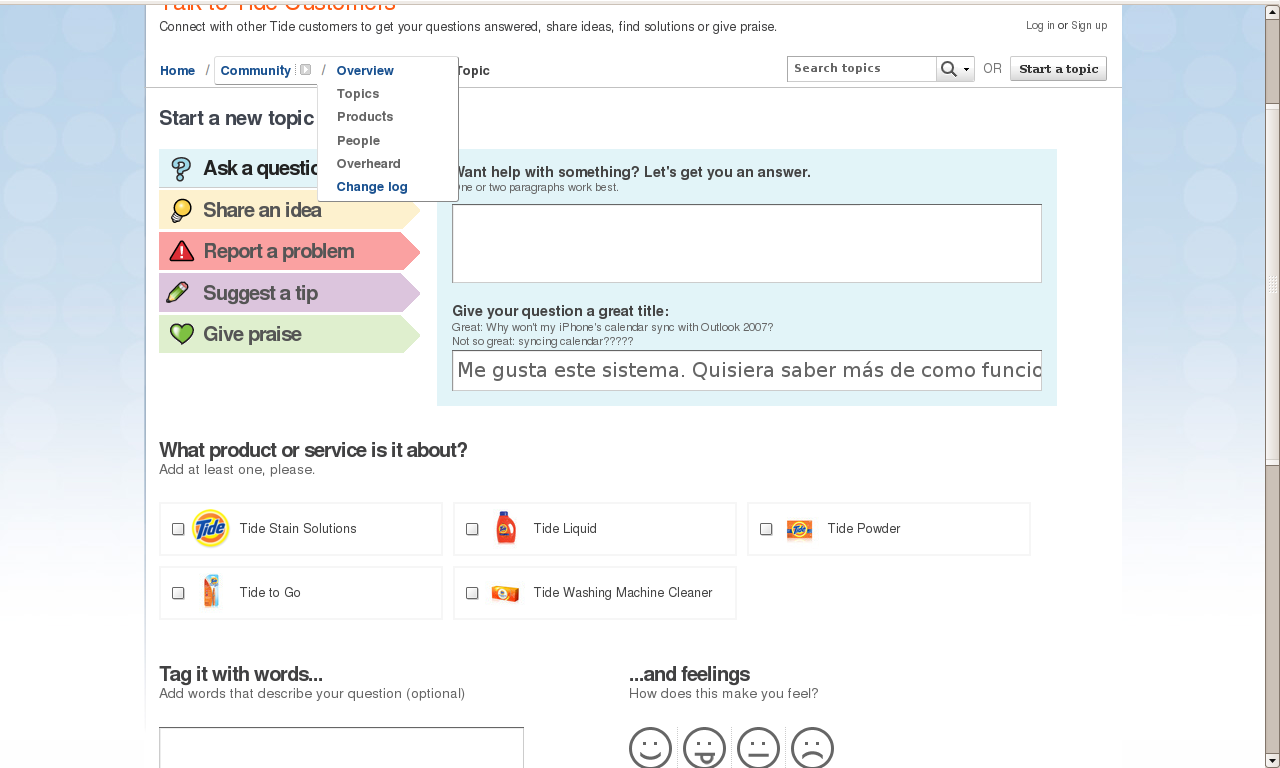 Talk to Tide Customers
Connect with other Tide customers to get your questions answered, share ideas, find solutions or give praise.
Log in or Sign up
Home / Community / Overview Topic
Search topics OR Start a topic
Topics
Products
People
Overheard
Change log
Start a new topic
Ask a questio
Share an idea
Report a problem
Suggest a tip
Give praise
Want help with something? Let's get you an answer.
One or two paragraphs work best.
Give your question a great title:
Great: Why won't my iPhone's calendar sync with Outlook 2007?
Not so great: syncing calendar?????
Me gusta este sistema. Quisiera saber más de como funcio
What product or service is it about?
Add at least one, please.
Tide Tide Stain Solutions
Tide Liquid
Tide Powder
Tide to Go
Tide Washing Machine Cleaner
Tag it with words...
Add words that describe your question (optional)
...and feelings
How does this make you feel?